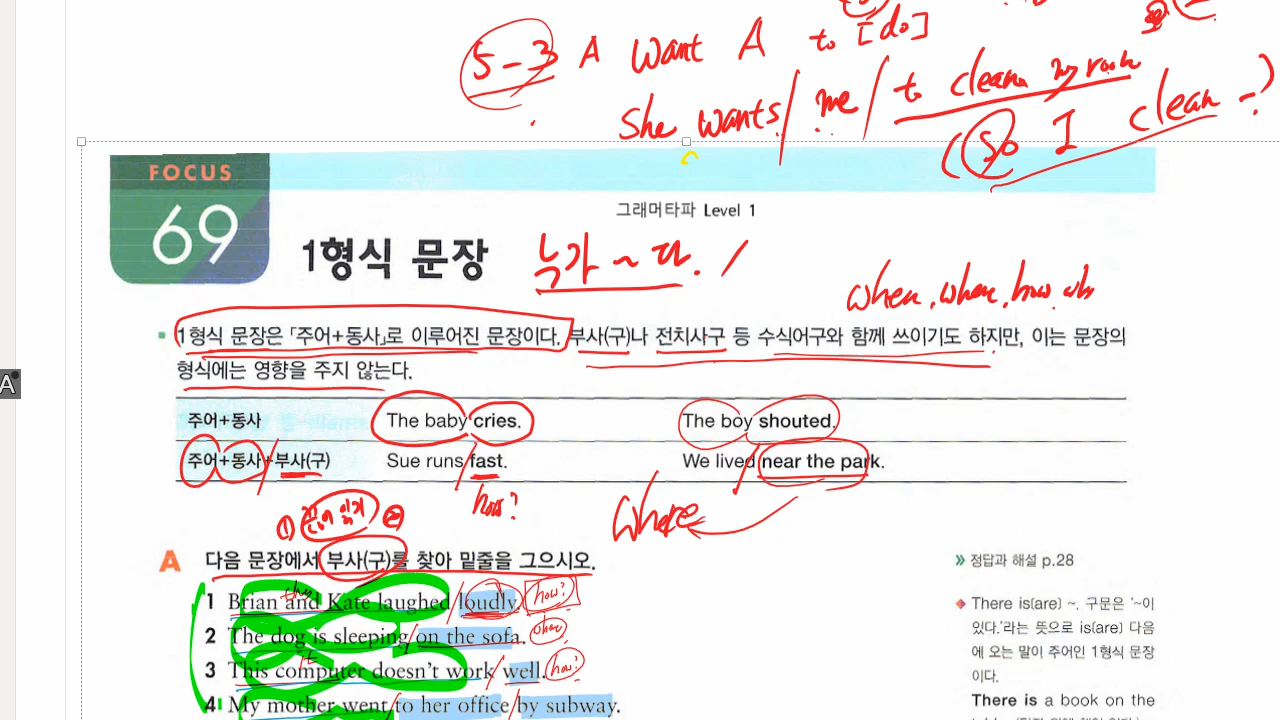 5-3 A want A to [do]
She wants / me / to clean my room
(So I clean ~)
FOCUS
69
그래머타파 Level 1
1형식 문장
누가 ~ 다. /
when, where, how, why
1형식 문장은 「주어+동사」로 이루어진 문장이다. 부사(구)나 전치사구 등 수식어구와 함께 쓰이기도 하지만, 이는 문장의
형식에는 영향을 주지 않는다.
주어+동사 The baby cries. The boy shouted.
주어+동사+부사(구) Sue runs fast. We lived near the park.
how?
where
① ②
A 다음 문장에서 부사(구)를 찾아 밑줄을 그으시오.
정답과 해설 p.28
they
1 Brian and Kate laughed / loudly. how?
2 The dog is sleeping / on the sofa. where
it
3 This computer doesn't work / well. how?
4 My mother went / to her office / by subway.
There is(are) ~. 구문은 '~이
있다.'라는 뜻으로 is(are) 다음
에 오는 말이 주어인 1형식 문장
이다.
There is a book on the
A